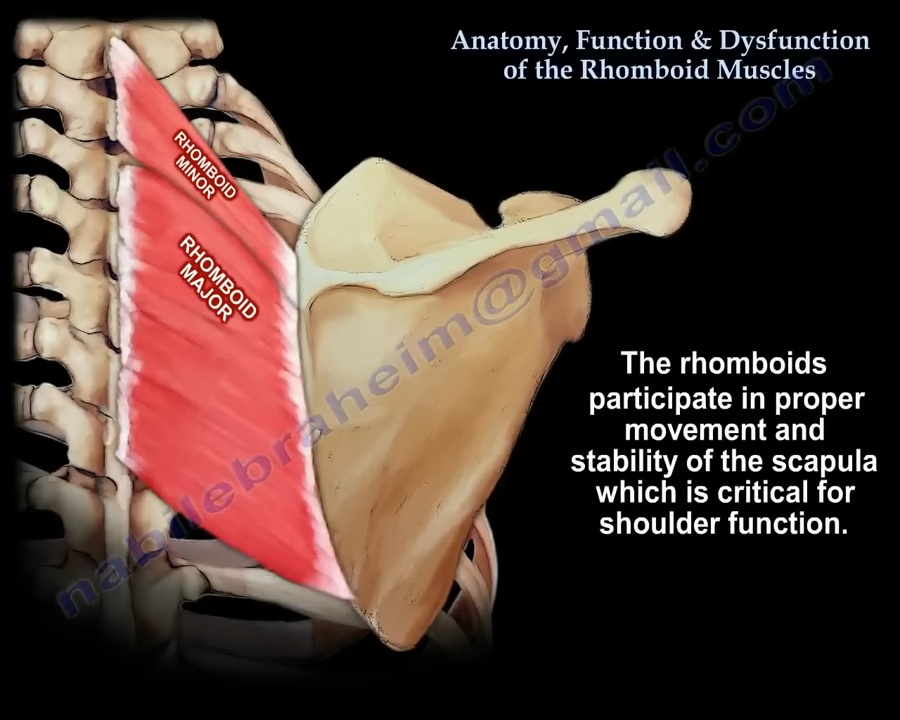 Anatomy, Function & Dysfunction
of the Rhomboid Muscles
RHOMBOID
MINOR
RHOMBOID
MAJOR
The rhomboids
participate in proper
movement and
stability of the scapula
which is critical for
shoulder function.
nabilebraheim@gmail.com